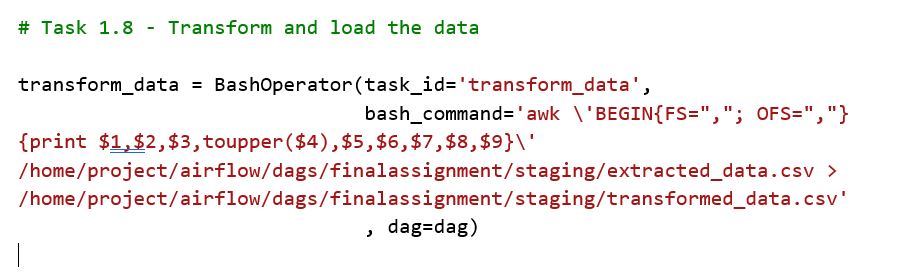 # Task 1.8 - Transform and load the data
transform_data = BashOperator(task_id='transform_data',
bash_command='awk \'BEGIN{FS=","; OFS=","}
{print $1,$2,$3,toupper($4),$5,$6,$7,$8,$9}\'
/home/project/airflow/dags/finalassignment/staging/extracted_data.csv >
/home/project/airflow/dags/finalassignment/staging/transformed_data.csv'
, dag=dag)